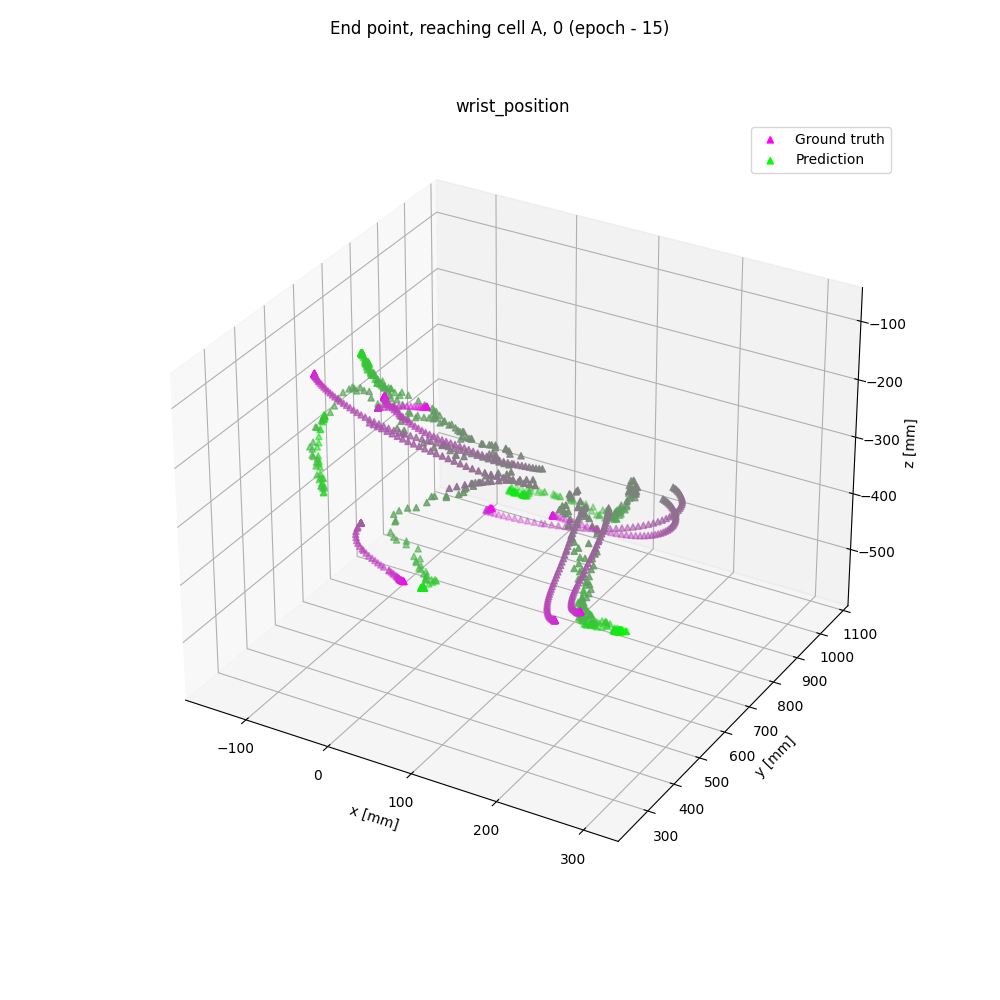 End point, reaching cell A, 0 (epoch - 15)
wrist_position
Ground truth
Prediction
−100
−200
−300
−400
−500
z [mm]
1100
1000
900
800
700
600
500
400
300
y [mm]
−100
0
100
200
300
x [mm]